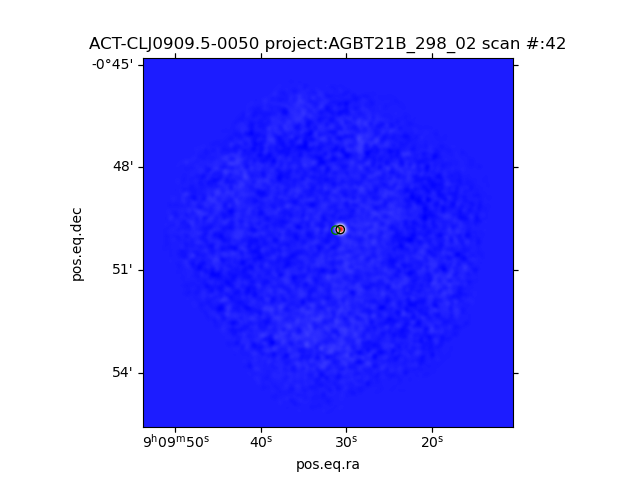 ACT-CLJ0909.5-0050 project:AGBT21B_298_02 scan #:42
-0°45'
48'
51'
54'
pos.eq.dec
9ʰ09ᵐ50ˢ 40ˢ 30ˢ 20ˢ
pos.eq.ra